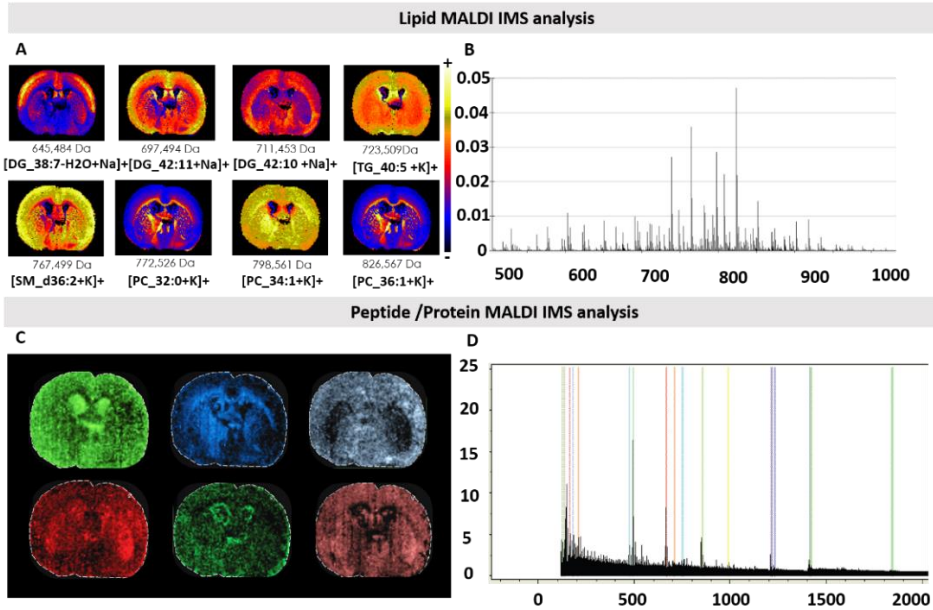 Lipid MALDI IMS analysis
A
+
-
645,484 Da
697,494 Da
711,453 Da
723,509Da
[DG_38:7-H2O+Na]+[DG_42:11+Na]+ [DG_42:10 +Na]+
[TG_40:5 +K]+
767,499 Da
772,526 Da
798,561 Da
826,567 Da
[SM_d36:2+K]+
[PC_32:0+K]+
[PC_34:1+K]+
[PC_36:1+K]+
B
0.05
0.04
0.03
0.02
0.01
0
500 600 700 800 900 1000
Peptide /Protein MALDI IMS analysis
C
D
25
20
15
10
5
0
0 500 1000 1500 2000